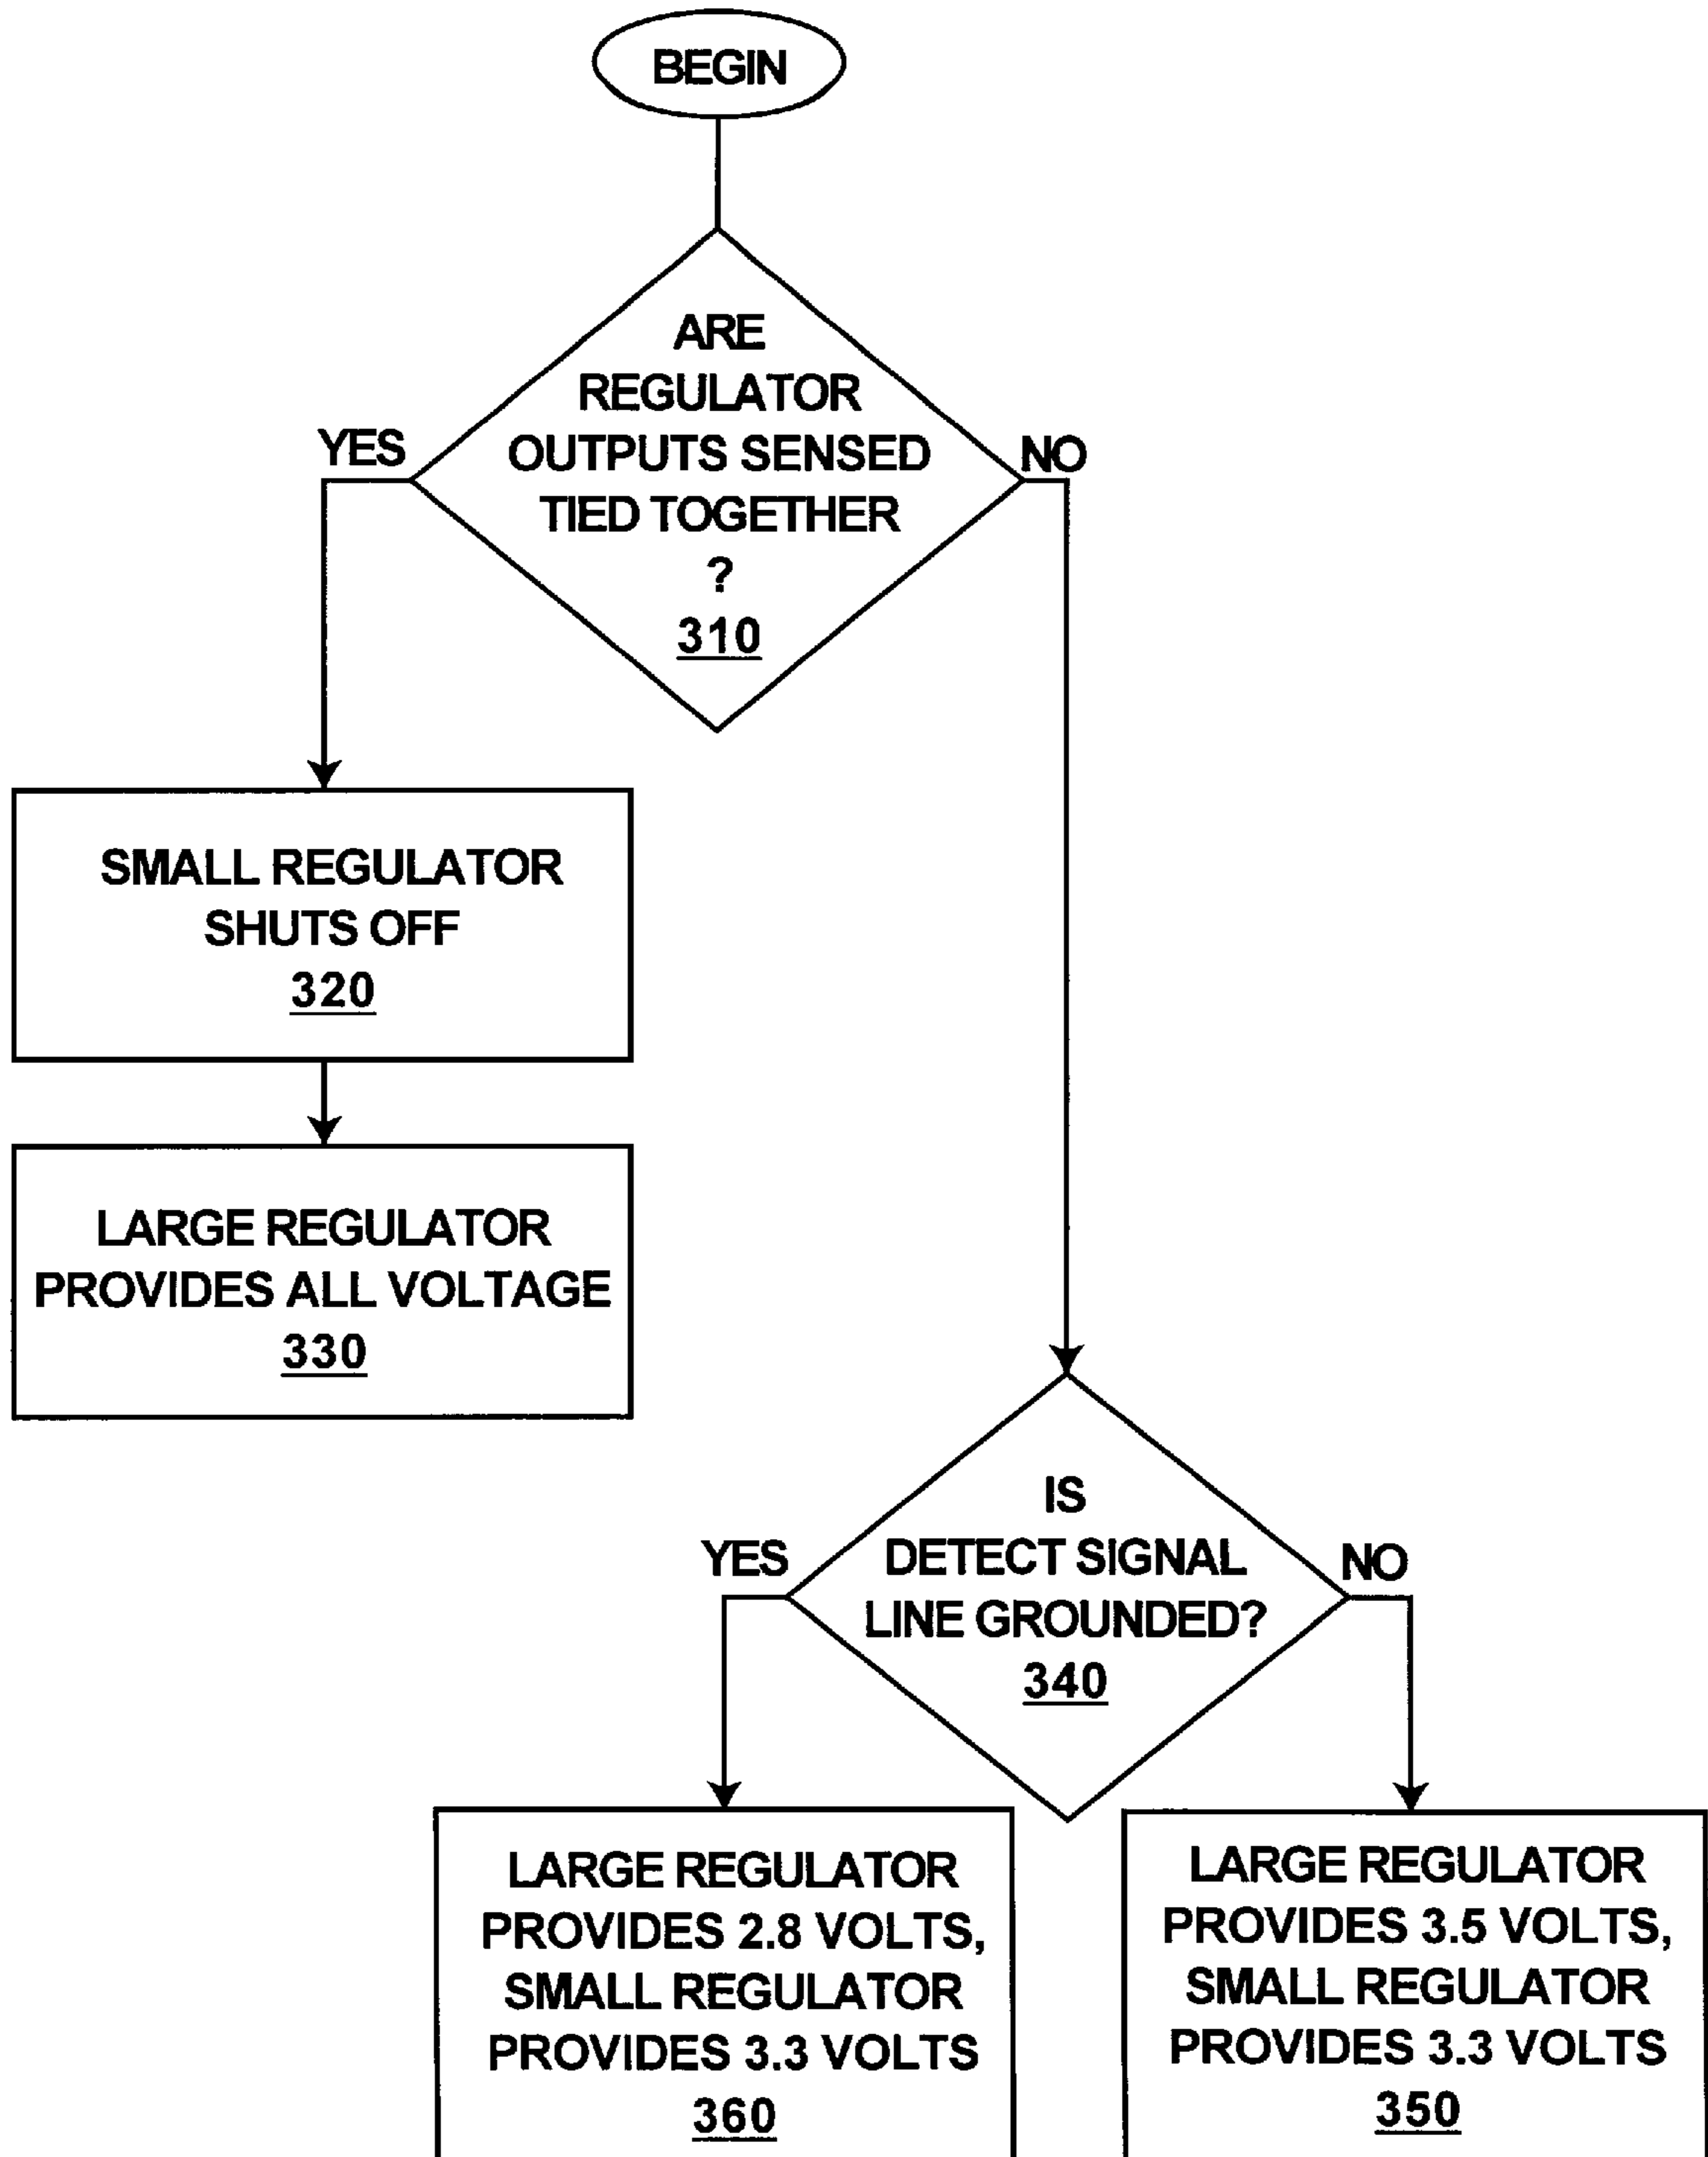 BEGIN
ARE
REGULATOR
OUTPUTS SENSED
TIED TOGETHER
?
310
YES
NO
SMALL REGULATOR
SHUTS OFF
320
LARGE REGULATOR
PROVIDES ALL VOLTAGE
330
IS
DETECT SIGNAL
LINE GROUNDED?
340
YES
NO
LARGE REGULATOR
PROVIDES 2.8 VOLTS,
SMALL REGULATOR
PROVIDES 3.3 VOLTS
360
LARGE REGULATOR
PROVIDES 3.5 VOLTS,
SMALL REGULATOR
PROVIDES 3.3 VOLTS
350